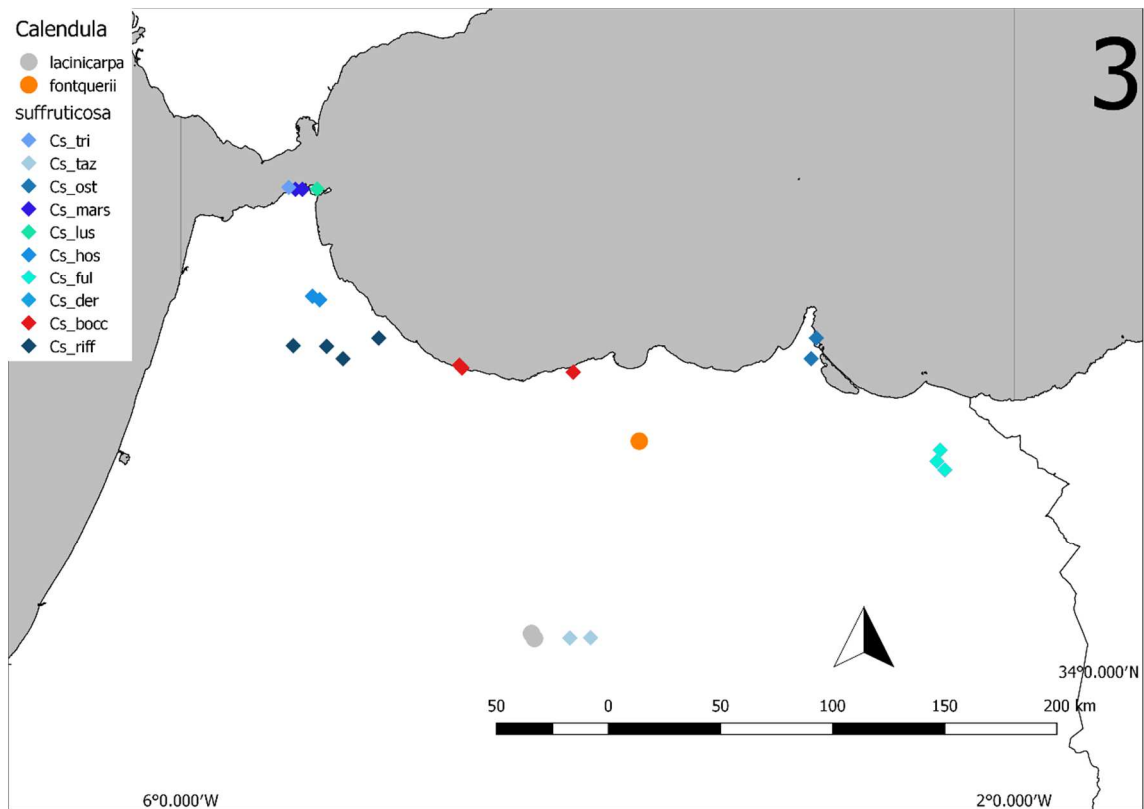 Calendula
lacinicarpa
fontquerii
suffruticosa
Cs_tri
Cs_taz
Cs_ost
Cs_mars
Cs_lus
Cs_hos
Cs_ful
Cs_der
Cs_bocc
Cs_riff
3
34°0.000'N
50 0 50 100 150 200 km
6°0.000'W 2°0.000'W